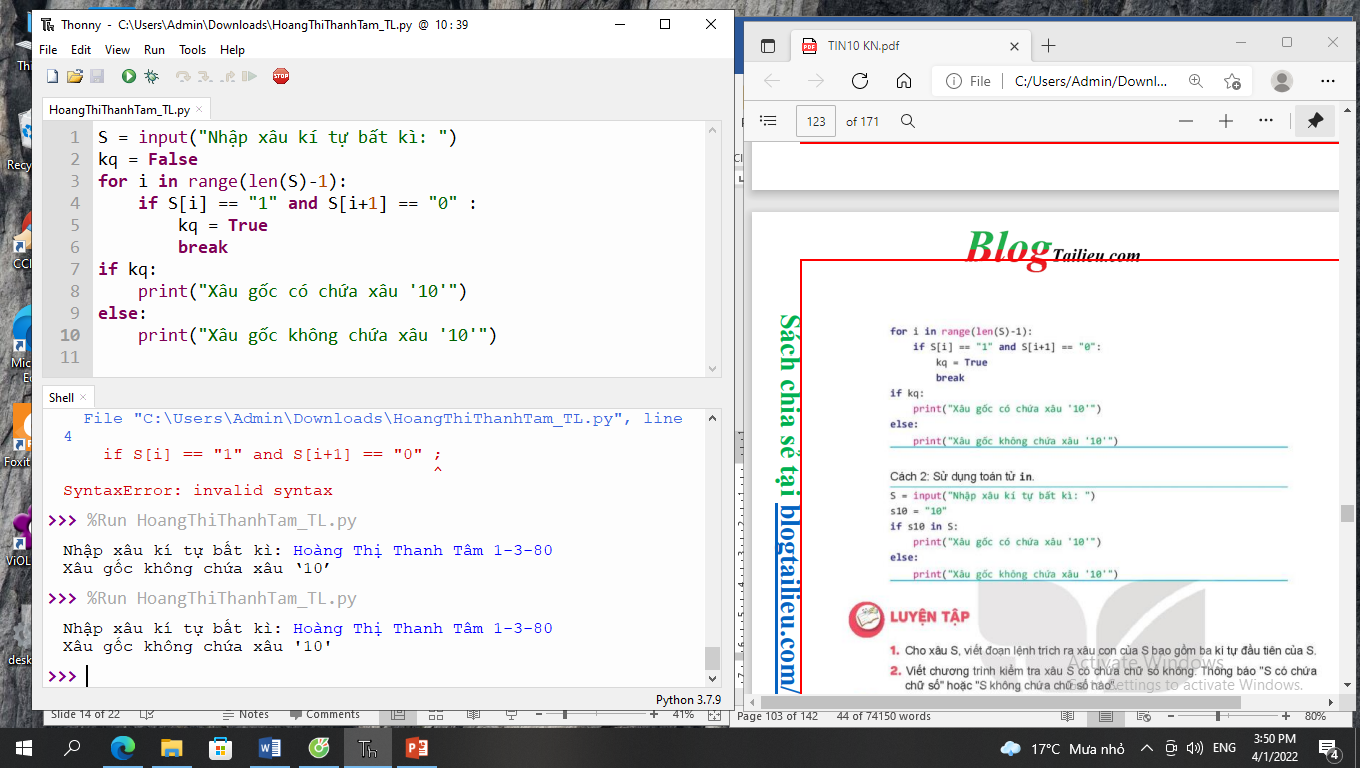 Thonny - C:\Users\Admin\Downloads\HoangThiThanhTam_TL.py @ 10 : 39
File Edit View Run Tools Help
STOP
HoangThiThanhTam_TL.py
1 S = input("Nhập xâu kí tự bất kì: ")
2 kq = False
3 for i in range(len(S)-1):
4 if S[i] == "1" and S[i+1] == "0" :
5 kq = True
6 break
7 if kq:
8 print("Xâu gốc có chứa xâu '10'")
9 else:
10 print("Xâu gốc không chứa xâu '10'")
11
Shell
File "C:\Users\Admin\Downloads\HoangThiThanhTam_TL.py", line
4
if S[i] == "1" and S[i+1] == "0" ;
^
SyntaxError: invalid syntax
>>> %Run HoangThiThanhTam_TL.py
Nhập xâu kí tự bất kì: Hoàng Thị Thanh Tâm 1-3-80
Xâu gốc không chứa xâu ‘10’
>>> %Run HoangThiThanhTam_TL.py
Nhập xâu kí tự bất kì: Hoàng Thị Thanh Tâm 1-3-80
Xâu gốc không chứa xâu '10'
>>>
Python 3.7.9
TIN10 KN.pdf
File C:/Users/Admin/Downl...
123 of 171
Blog Tailieu.com
Sách chia sẻ tại blogtailieu.com/
for i in range(len(S)-1):
if S[i] == "1" and S[i+1] == "0":
kq = True
break
if kq:
print("Xâu gốc có chứa xâu '10'")
else:
print("Xâu gốc không chứa xâu '10'")
Cách 2: Sử dụng toán tử in.
S = input("Nhập xâu kí tự bất kì: ")
s10 = "10"
if s10 in S:
print("Xâu gốc có chứa xâu '10'")
else:
print("Xâu gốc không chứa xâu '10'")
LUYỆN TẬP
1. Cho xâu S, viết đoạn lệnh trích ra xâu con của S bao gồm ba kí tự đầu tiên của S.
2. Viết chương trình kiểm tra xâu S có chứa chữ số không. Thông báo "S có chứa
chữ số" hoặc "S không chứa chữ số nào".
Activate Windows
Settings to activate Windows.
Slide 14 of 22 Notes Comments 41%
Page 103 of 142 44 of 74150 words 80%
17°C Mưa nhỏ ENG 3:50 PM
4/1/2022
4